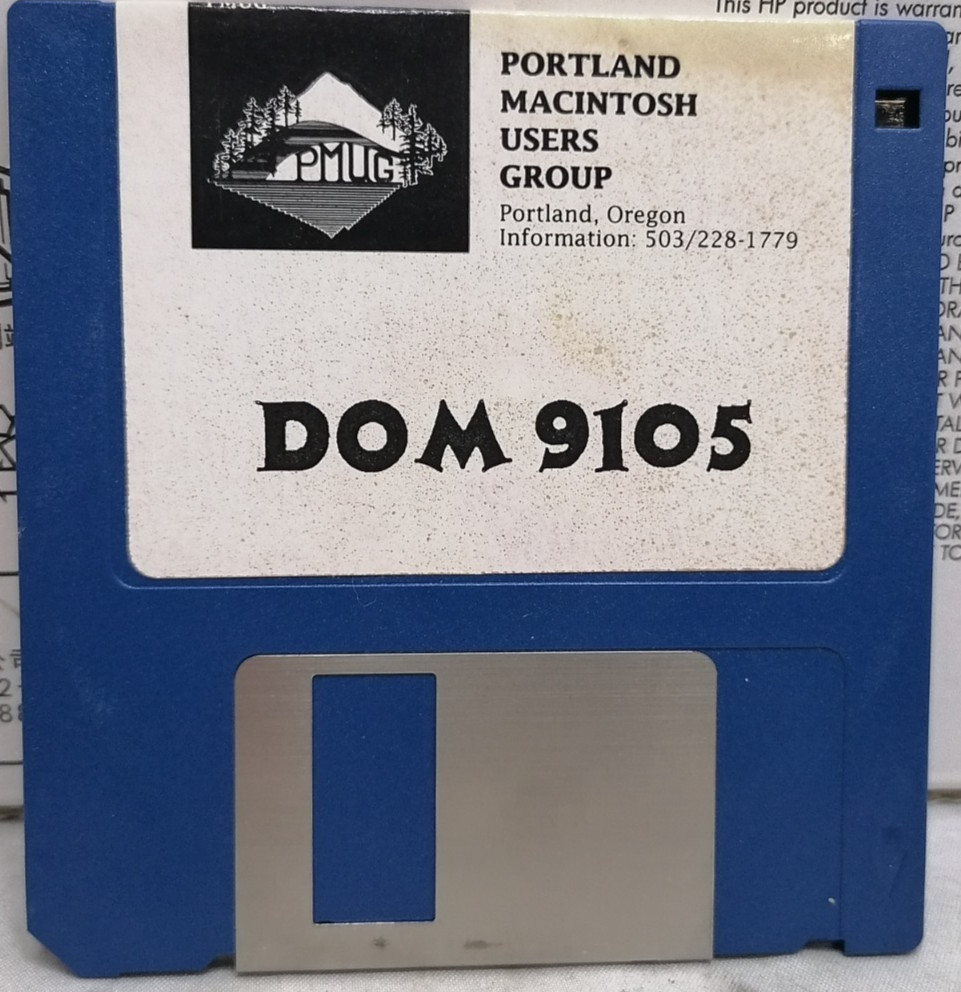 This HP product is warran
PMUG
PORTLAND
MACINTOSH
USERS
GROUP
Portland, Oregon
Information: 503/228-1779
DOM 9105